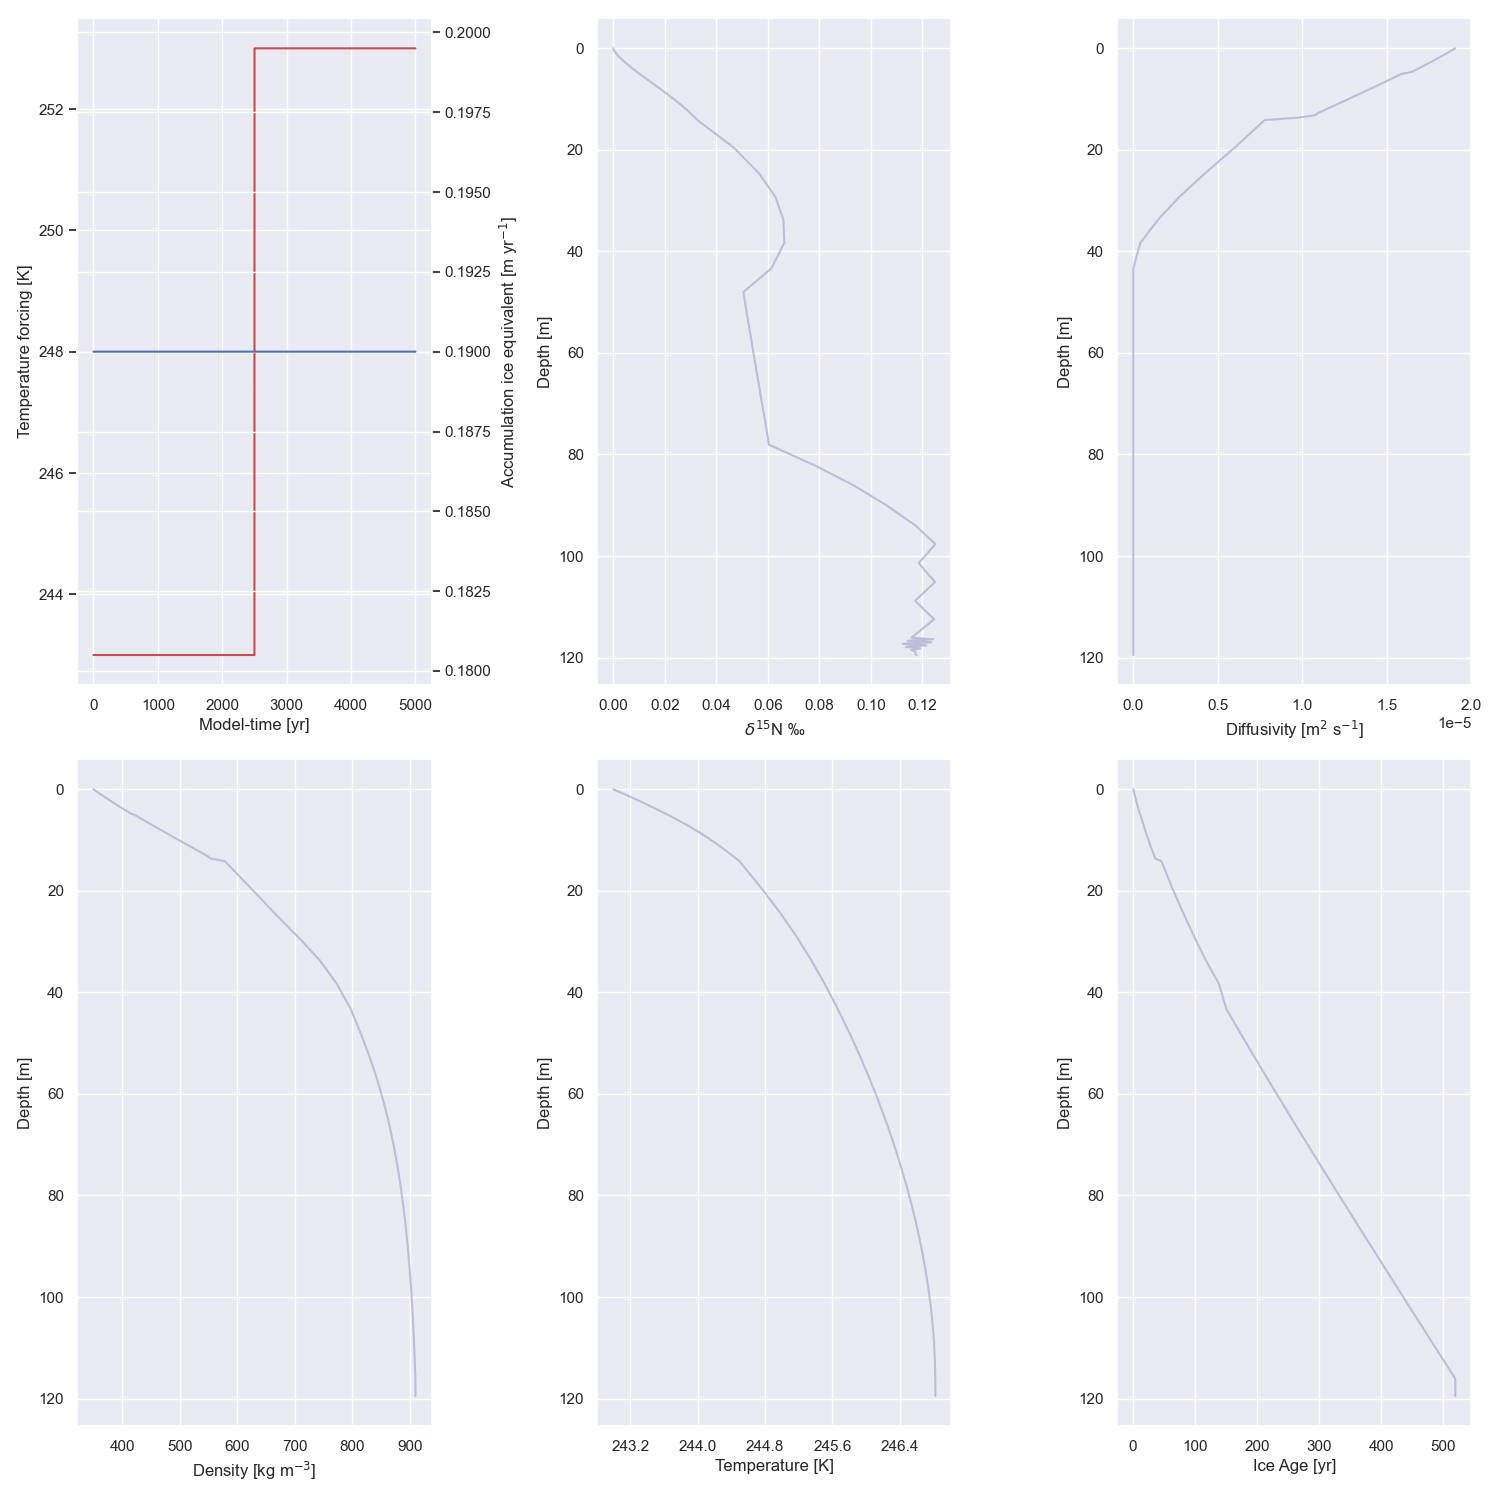 Temperature forcing [K]
252
250
248
246
244
0 1000 2000 3000 4000 5000
Model-time [yr]
0.2000
0.1975
0.1950
0.1925
0.1900
0.1875
0.1850
0.1825
0.1800
Accumulation ice equivalent [m yr⁻¹]
Depth [m]
0
20
40
60
80
100
120
0.00 0.02 0.04 0.06 0.08 0.10 0.12
δ¹⁵N ‰
Depth [m]
0
20
40
60
80
100
120
0.0 0.5 1.0 1.5 2.0
1e−5
Diffusivity [m² s⁻¹]
Depth [m]
0
20
40
60
80
100
120
400 500 600 700 800 900
Density [kg m⁻³]
Depth [m]
0
20
40
60
80
100
120
243.2 244.0 244.8 245.6 246.4
Temperature [K]
Depth [m]
0
20
40
60
80
100
120
0 100 200 300 400 500
Ice Age [yr]